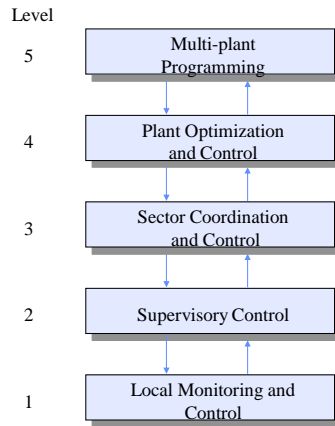 Level
5
Multi-plant
Programming
4
Plant Optimization
and Control
3
Sector Coordination
and Control
2
Supervisory Control
1
Local Monitoring and
Control